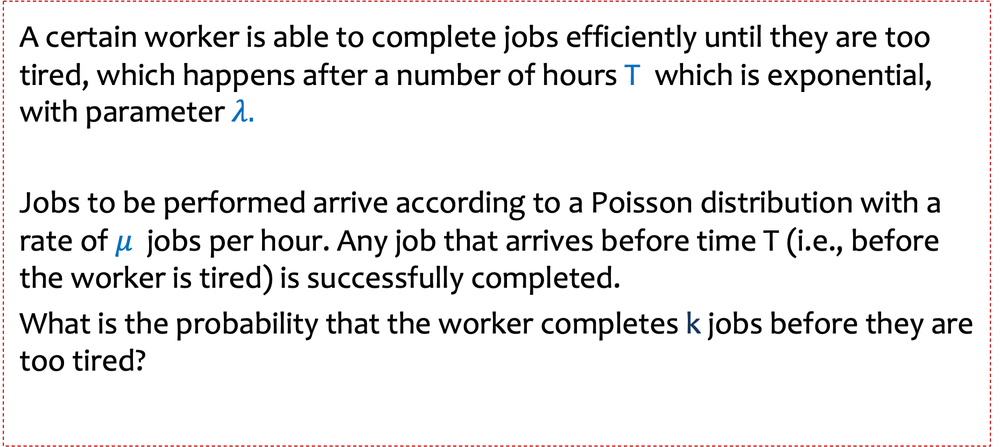 A certain worker is able to complete jobs efficiently until they are too
tired, which happens after a number of hours T which is exponential,
with parameter λ.
Jobs to be performed arrive according to a Poisson distribution with a
rate of μ jobs per hour. Any job that arrives before time T (i.e., before
the worker is tired) is successfully completed.
What is the probability that the worker completes k jobs before they are
too tired?